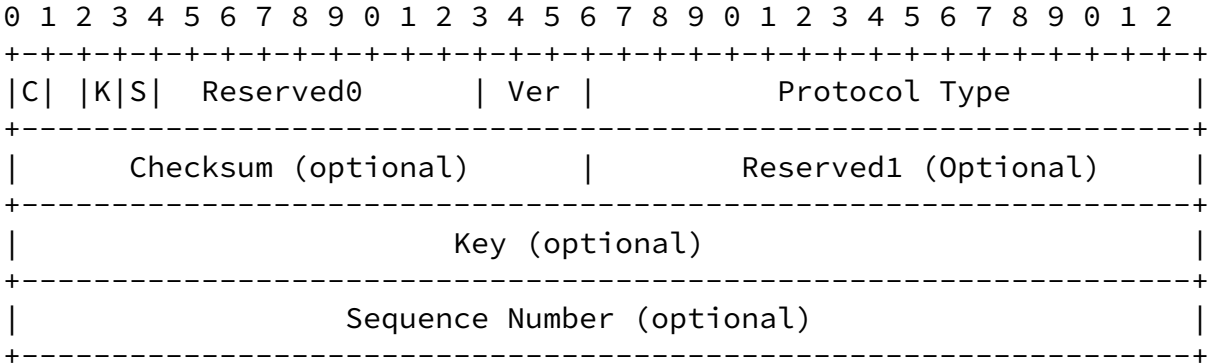 0 1 2 3 4 5 6 7 8 9 0 1 2 3 4 5 6 7 8 9 0 1 2 3 4 5 6 7 8 9 0 1 2
+-+-+-+-+-+-+-+-+-+-+-+-+-+-+-+-+-+-+-+-+-+-+-+-+-+-+-+-+-+-+-+-+-+
|C| |K|S|  Reserved0      | Ver |          Protocol Type          |
+-----------------------------------------------------------------+
|      Checksum (optional)      |        Reserved1 (Optional)     |
+-----------------------------------------------------------------+
|                        Key (optional)                           |
+-----------------------------------------------------------------+
|                  Sequence Number (optional)                     |
+-----------------------------------------------------------------+